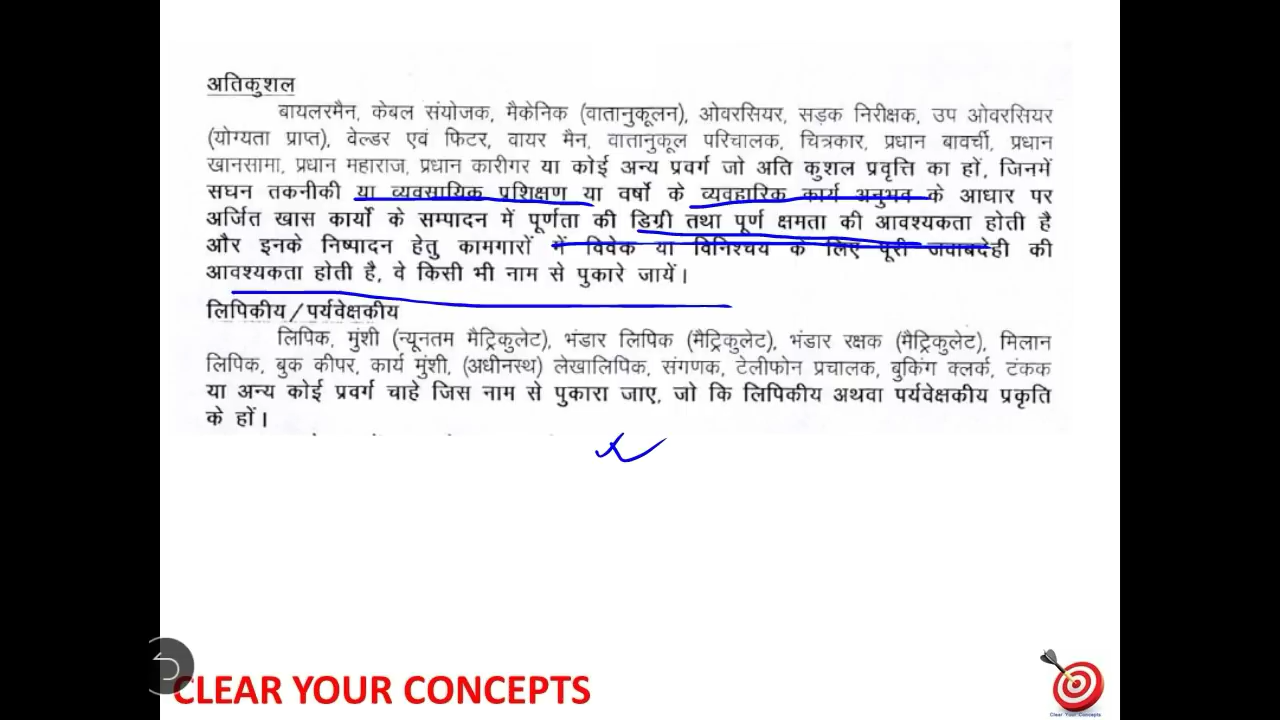 अतिकुशल
बायलरमैन, केबल संयोजक, मैकेनिक (वातानुकूलन), ओवरसियर, सड़क निरीक्षक, उप ओवरसियर
(योग्यता प्राप्त), वेल्डर एवं फिटर, वायर मैन, वातानुकूल परिचालक, चित्रकार, प्रधान बावर्ची, प्रधान
खानसामा, प्रधान महाराज, प्रधान कारीगर या कोई अन्य प्रवर्ग जो अति कुशल प्रवृत्ति का हों, जिनमें
सघन तकनीकी या व्यवसायिक प्रशिक्षण या वर्षो के व्यवहारिक कार्य अनुभव के आधार पर
अर्जित खास कार्यो के सम्पादन में पूर्णता की डिग्री तथा पूर्ण क्षमता की आवश्यकता होती है
और इनके निष्पादन हेतु कामगारों में विवेक या विनिश्चय के लिए पूरी जवाबदेही की
आवश्यकता होती है, वे किसी भी नाम से पुकारे जायें।
लिपिकीय/पर्यवेक्षकीय
लिपिक, मुंशी (न्यूनतम मैट्रिकुलेट), भंडार लिपिक (मैट्रिकुलेट), भंडार रक्षक (मैट्रिकुलेट), मिलान
लिपिक, बुक कीपर, कार्य मुंशी, (अधीनस्थ) लेखालिपिक, संगणक, टेलीफोन प्रचालक, बुकिंग क्लर्क, टंकक
या अन्य कोई प्रवर्ग चाहे जिस नाम से पुकारा जाए, जो कि लिपिकीय अथवा पर्यवेक्षकीय प्रकृति
के हों।
CLEAR YOUR CONCEPTS
Clear Your Concepts